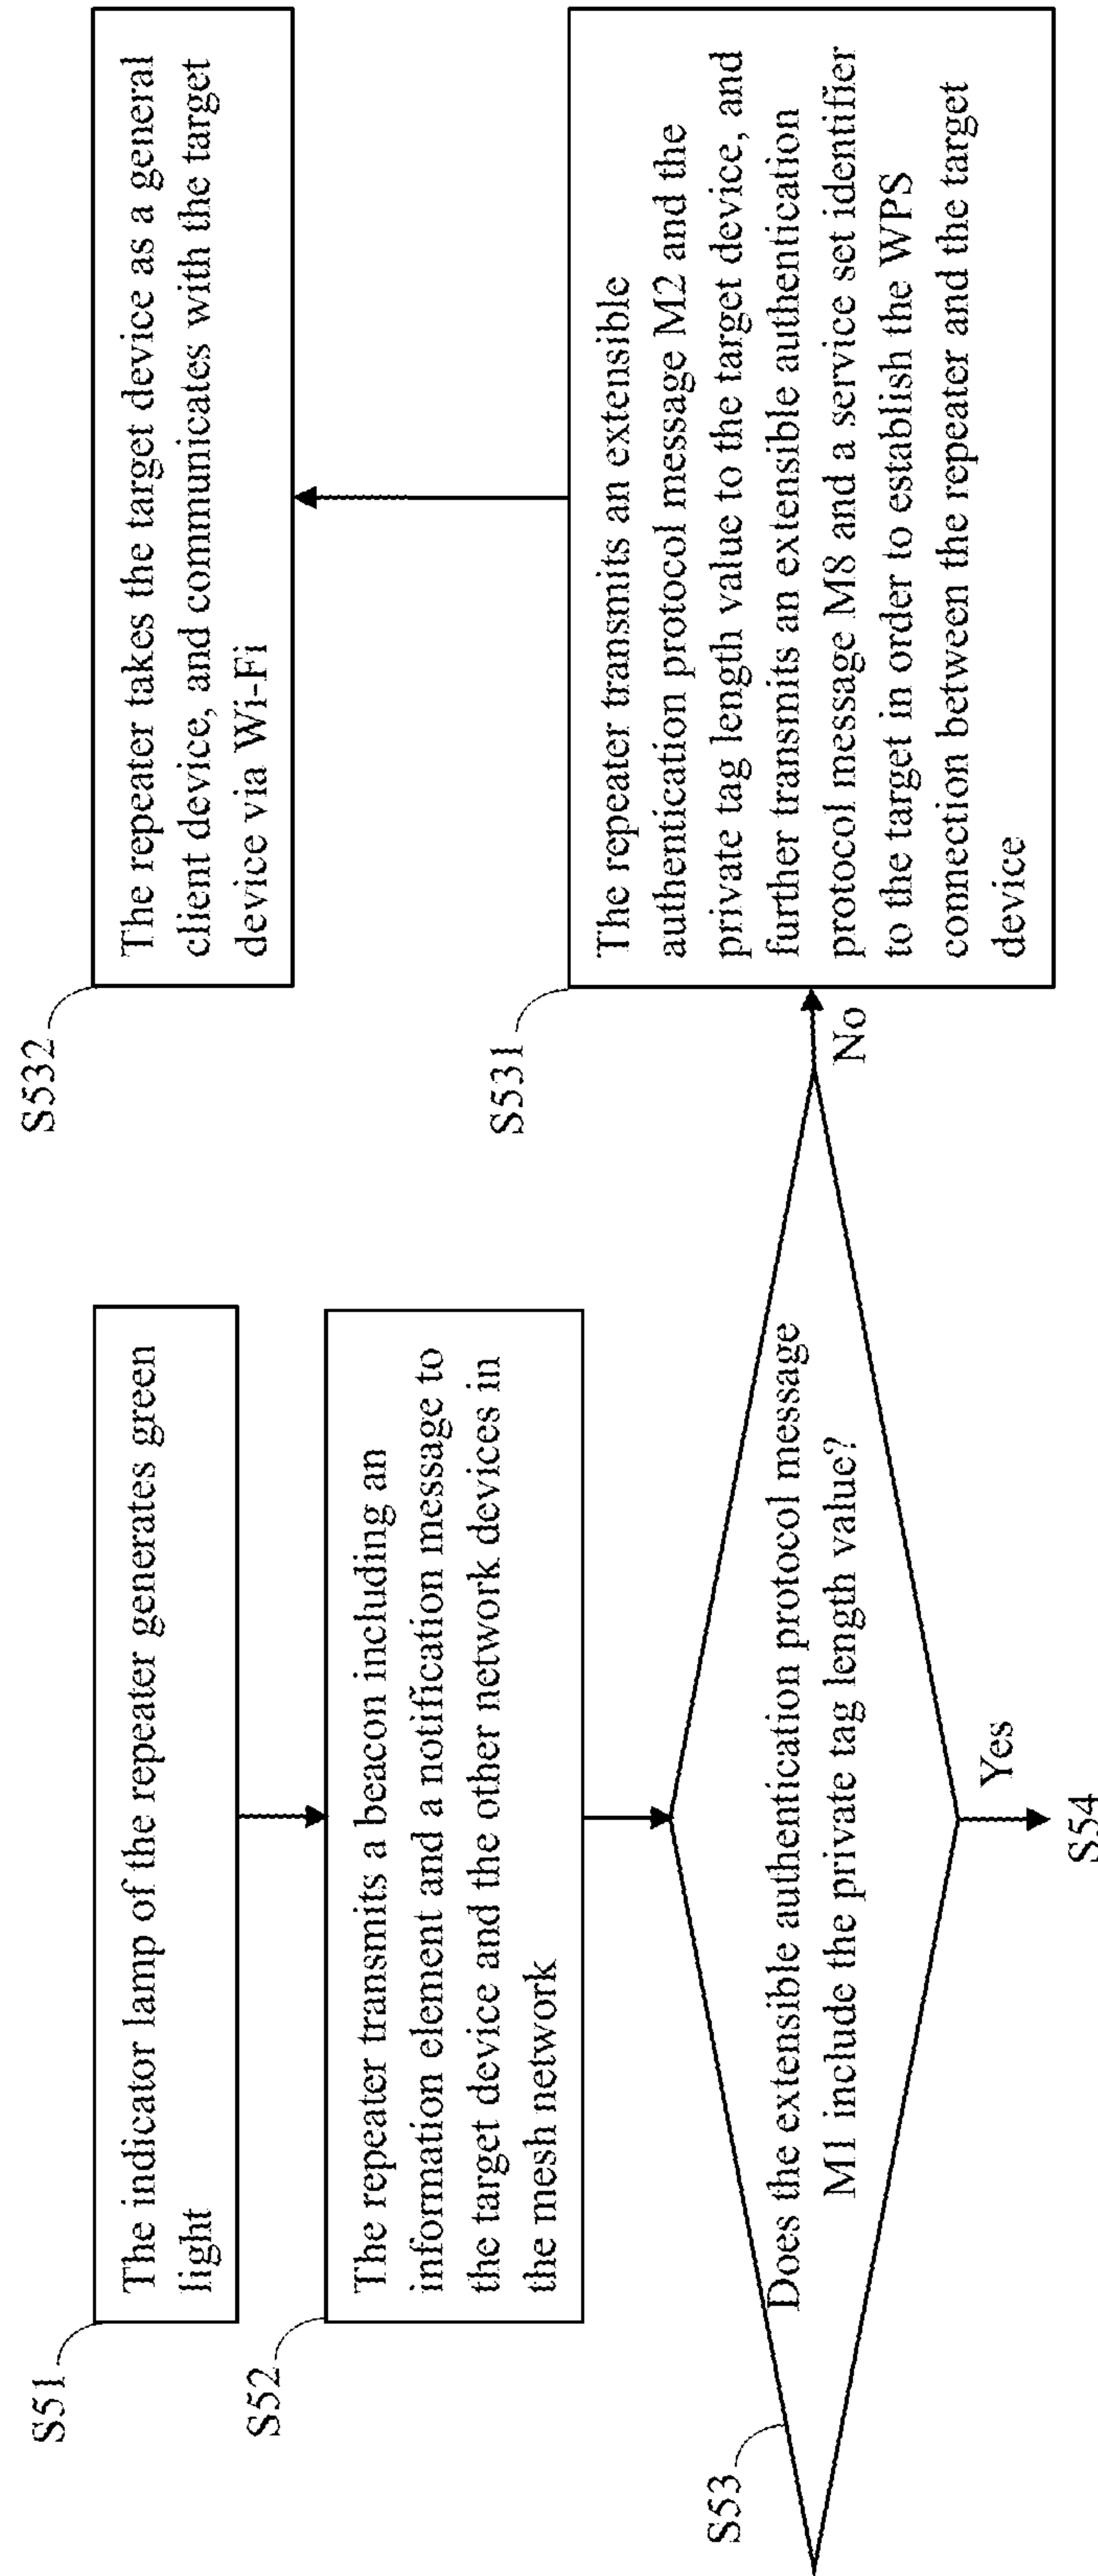 S51
The indicator lamp of the repeater generates green
light
S52
The repeater transmits a beacon including an
information element and a notification message to
the target device and the other network devices in
the mesh network
S53
Does the extensible authentication protocol message
M1 include the private tag length value?
Yes
S54
No
S531
The repeater transmits an extensible
authentication protocol message M2 and the
private tag length value to the target device, and
further transmits an extensible authentication
protocol message M8 and a service set identifier
to the target in order to establish the WPS
connection between the repeater and the target
device
S532
The repeater takes the target device as a general
client device, and communicates with the target
device via Wi-Fi